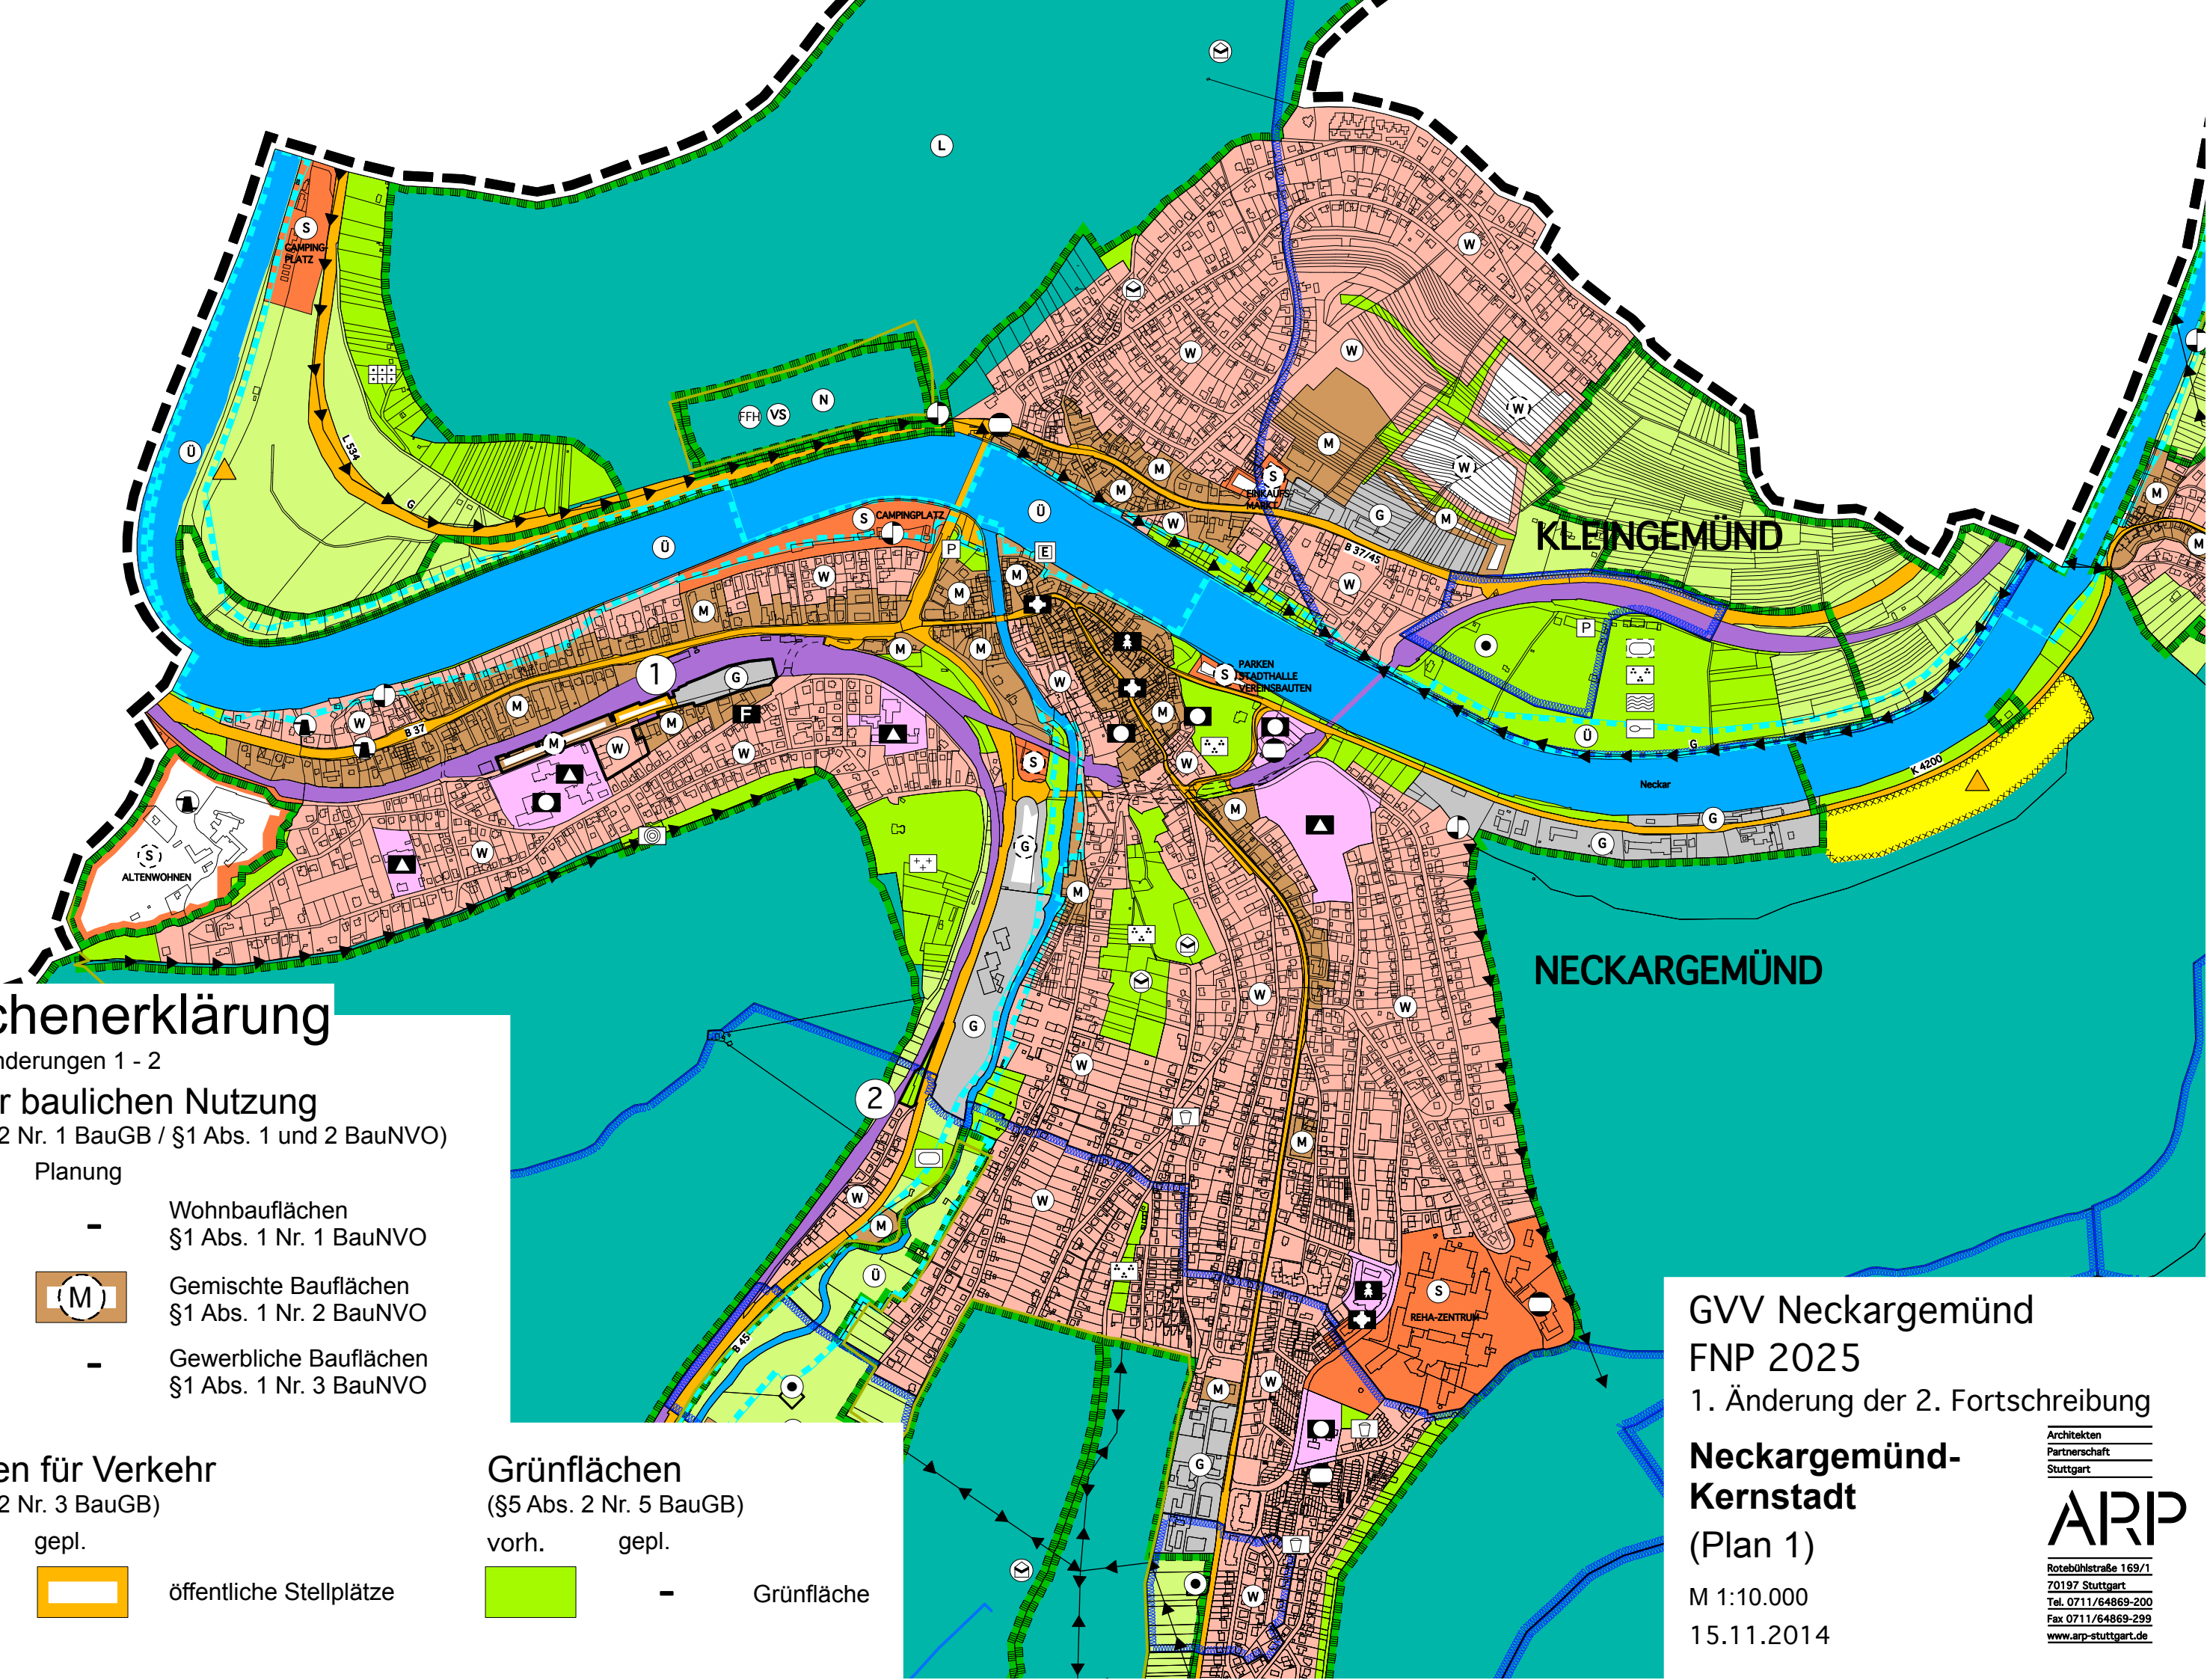 L
S
CAMPING-
PLATZ
W
W
W
FFH
VS
N
Ü
L 534
G
M
M
M
W
W
S
EINKAUFS-
MARKT
G
M
W
KLEINGEMÜND
B 37/45
W
S
CAMPINGPLATZ
Ü
Ü
P
E
W
M
M
M
M
M
W
1
G
M
M
W
B 37
M
W
F
W
M
S
PARKEN
STADTHALLE
VEREINSBAUTEN
M
W
P
Ü
G
Neckar
K 4200
M
M
S
ALTENWOHNEN
W
S
G
M
M
G
G
NECKARGEMÜND
W
W
W
G
2
M
W
W
M
Ü
B 45
S
REHA-ZENTRUM
M
W
G
W
chenerklärung
nderungen 1 - 2
r baulichen Nutzung
2 Nr. 1 BauGB / §1 Abs. 1 und 2 BauNVO)
Planung
-
Wohnbauflächen
§1 Abs. 1 Nr. 1 BauNVO
M
Gemischte Bauflächen
§1 Abs. 1 Nr. 2 BauNVO
-
Gewerbliche Bauflächen
§1 Abs. 1 Nr. 3 BauNVO
en für Verkehr
2 Nr. 3 BauGB)
gepl.
öffentliche Stellplätze
Grünflächen
(§5 Abs. 2 Nr. 5 BauGB)
vorh.
gepl.
-
Grünfläche
GVV Neckargemünd
FNP 2025
1. Änderung der 2. Fortschreibung
Neckargemünd-
Kernstadt
(Plan 1)
M 1:10.000
15.11.2014
Architekten
Partnerschaft
Stuttgart
ARP
Rotebühlstraße 169/1
70197 Stuttgart
Tel. 0711/64869-200
Fax 0711/64869-299
www.arp-stuttgart.de